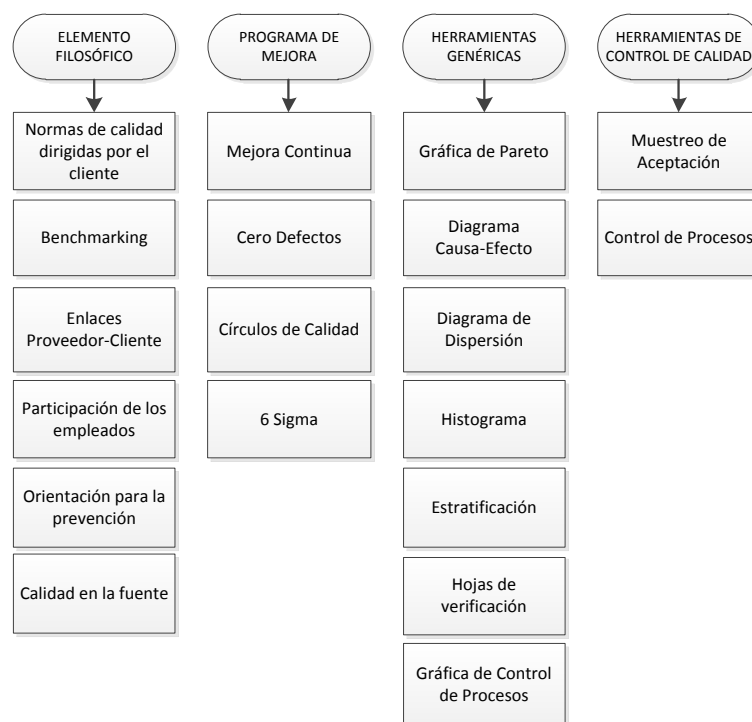 ELEMENTO
FILOSÓFICO
Normas de calidad
dirigidas por el
cliente
Benchmarking
Enlaces
Proveedor-Cliente
Participación de los
empleados
Orientación para la
prevención
Calidad en la fuente
PROGRAMA DE
MEJORA
Mejora Continua
Cero Defectos
Círculos de Calidad
6 Sigma
HERRAMIENTAS
GENÉRICAS
Gráfica de Pareto
Diagrama
Causa-Efecto
Diagrama de
Dispersión
Histograma
Estratificación
Hojas de
verificación
Gráfica de Control
de Procesos
HERRAMIENTAS DE
CONTROL DE CALIDAD
Muestreo de
Aceptación
Control de Procesos